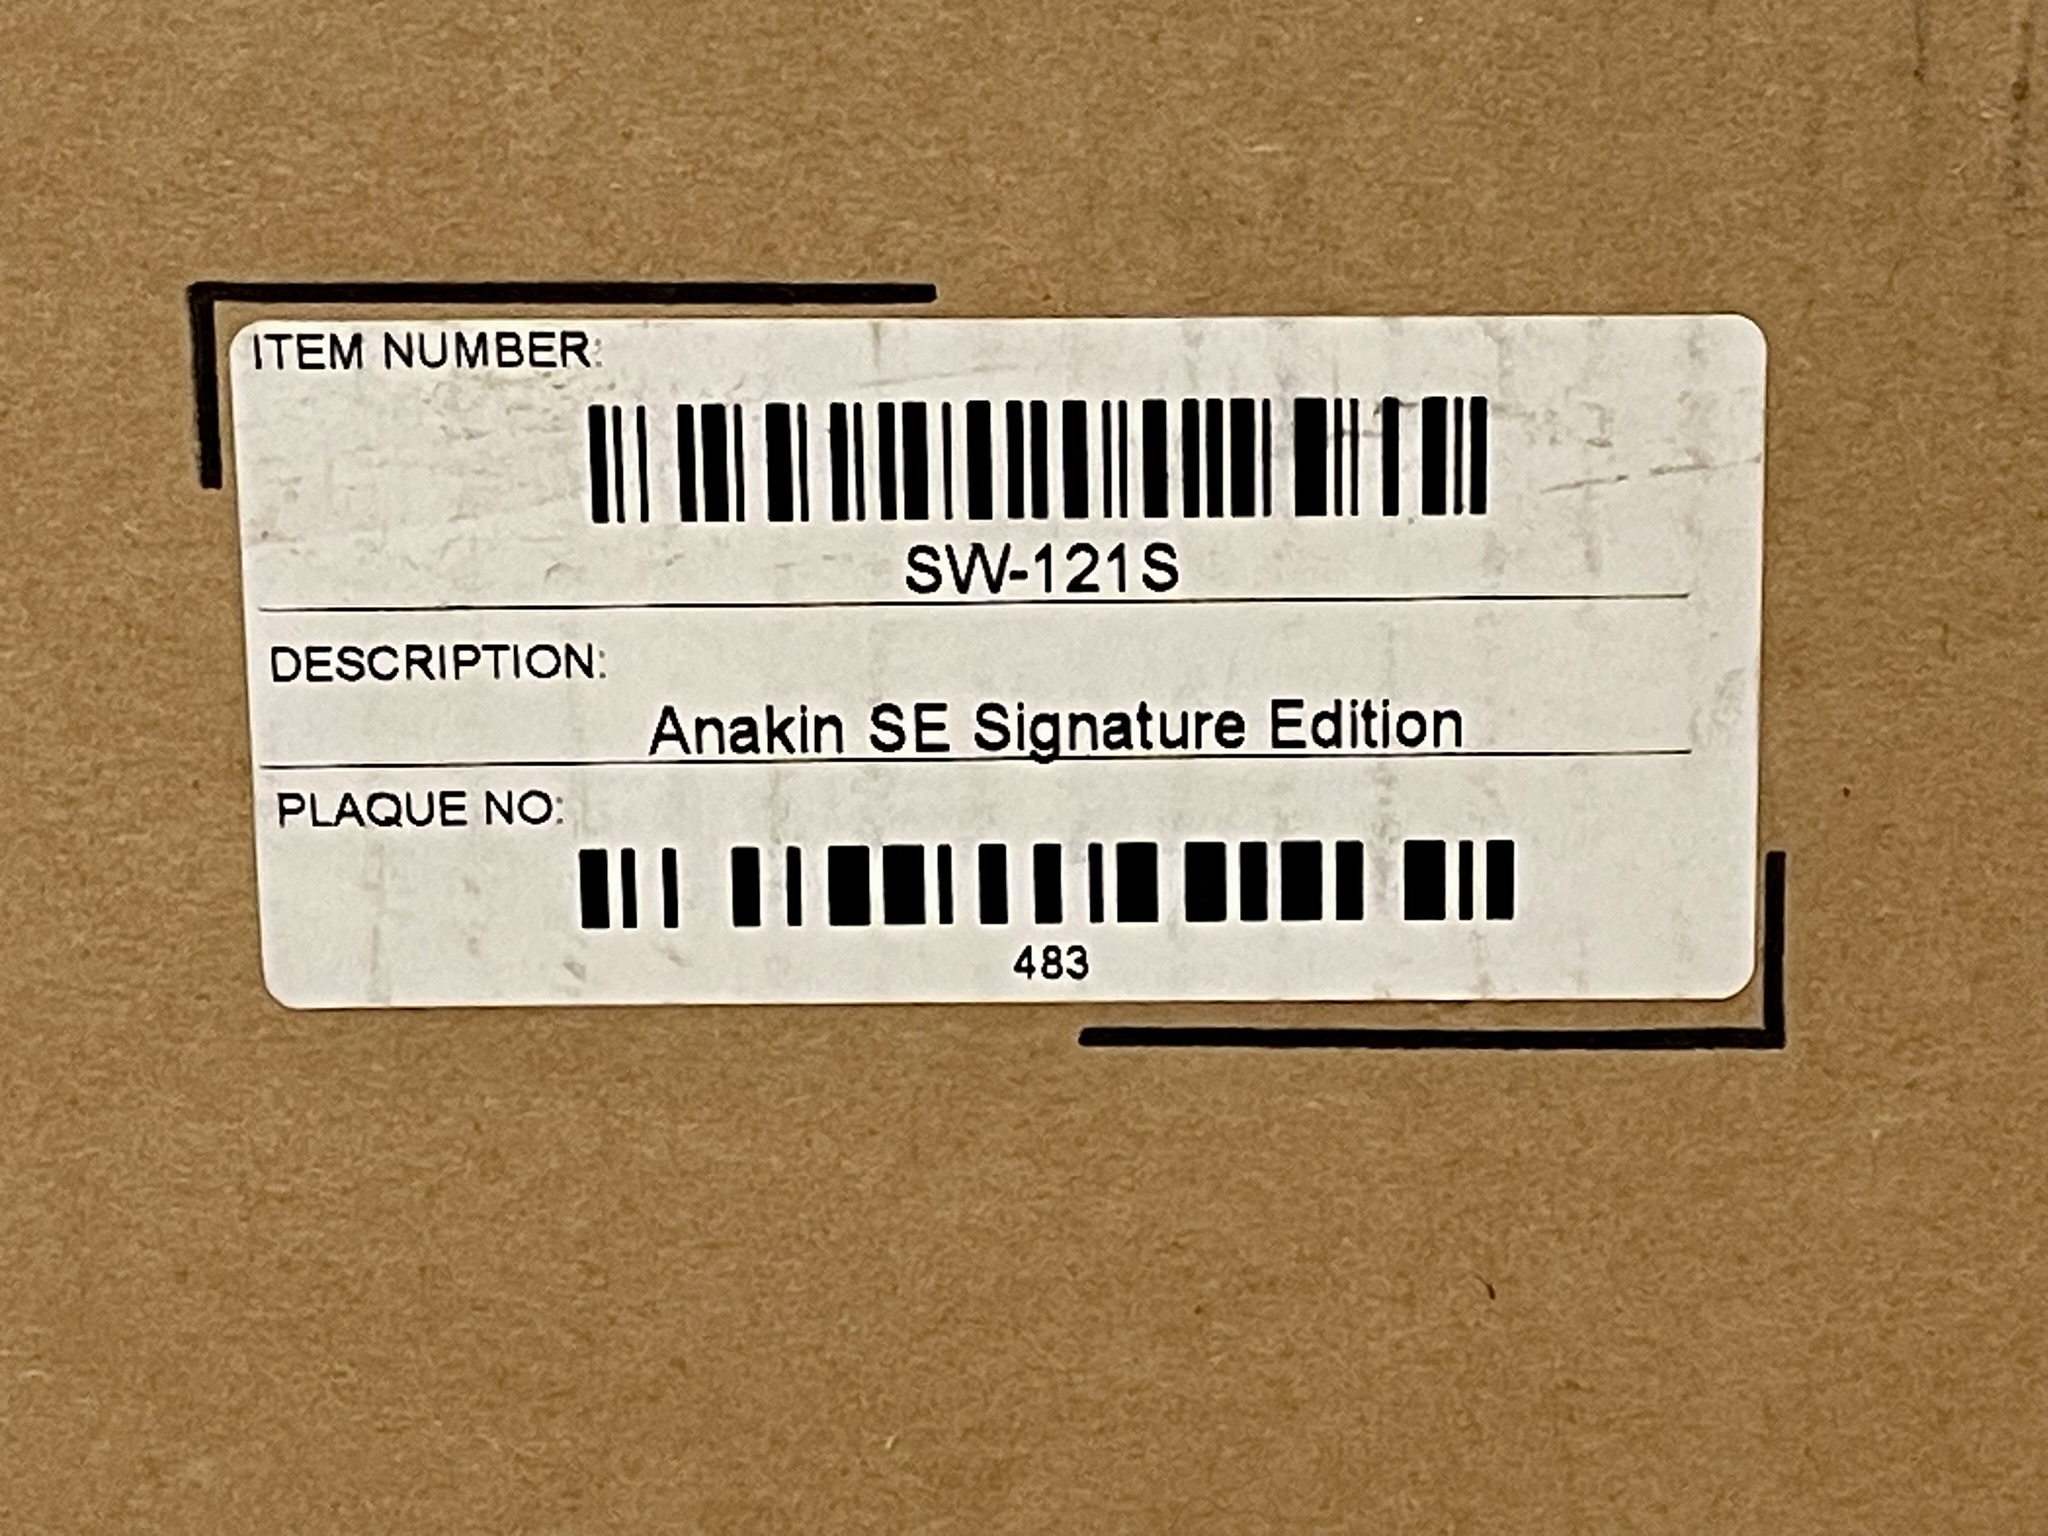 ITEM NUMBER:
SW-121S
DESCRIPTION:
Anakin SE Signature Edition
PLAQUE NO:
483